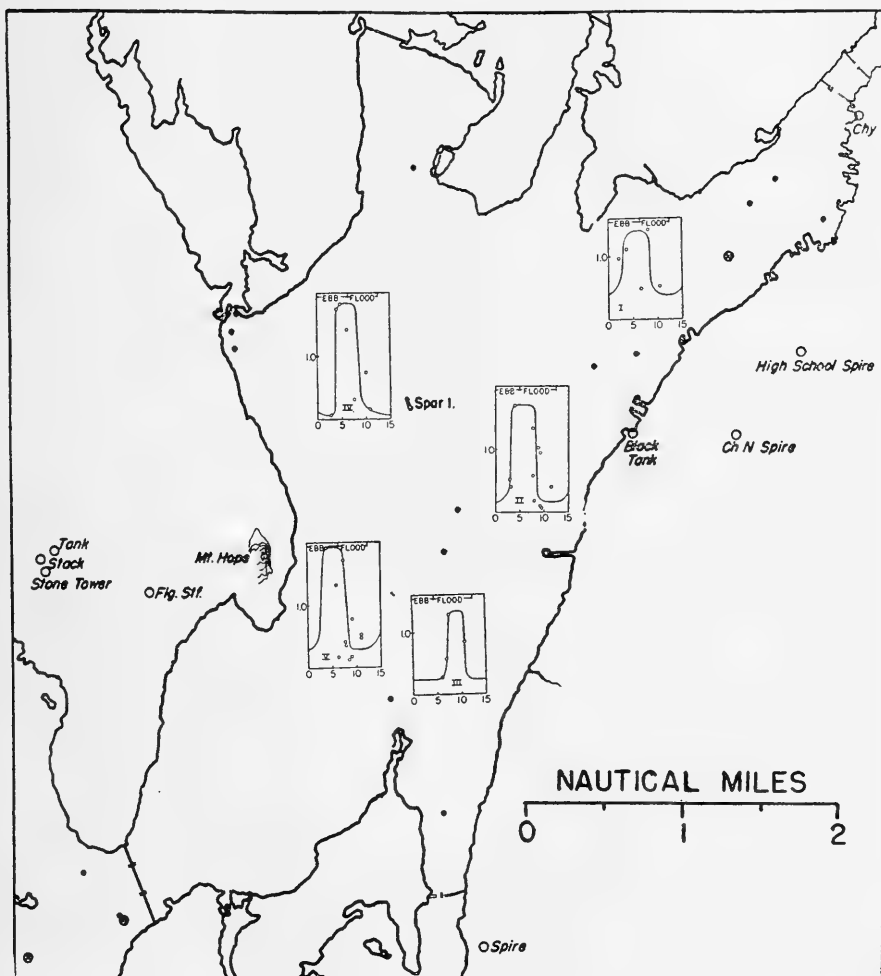 Chy
EBB FLOOD
1.0
I
0 5 10 15
EBB FLOOD
1.0
IV
0 5 10 15
Spar I.
High School Spire
EBB FLOOD
1.0
II
0 5 10 15
Black
Tank
Ch N Spire
Tank
Stack
Stone Tower
Flg. Stf.
Mt. Hope
EBB FLOOD
1.0
V
0 5 10 15
EBB FLOOD
1.0
III
0 5 10 15
NAUTICAL MILES
0 1 2
Spire